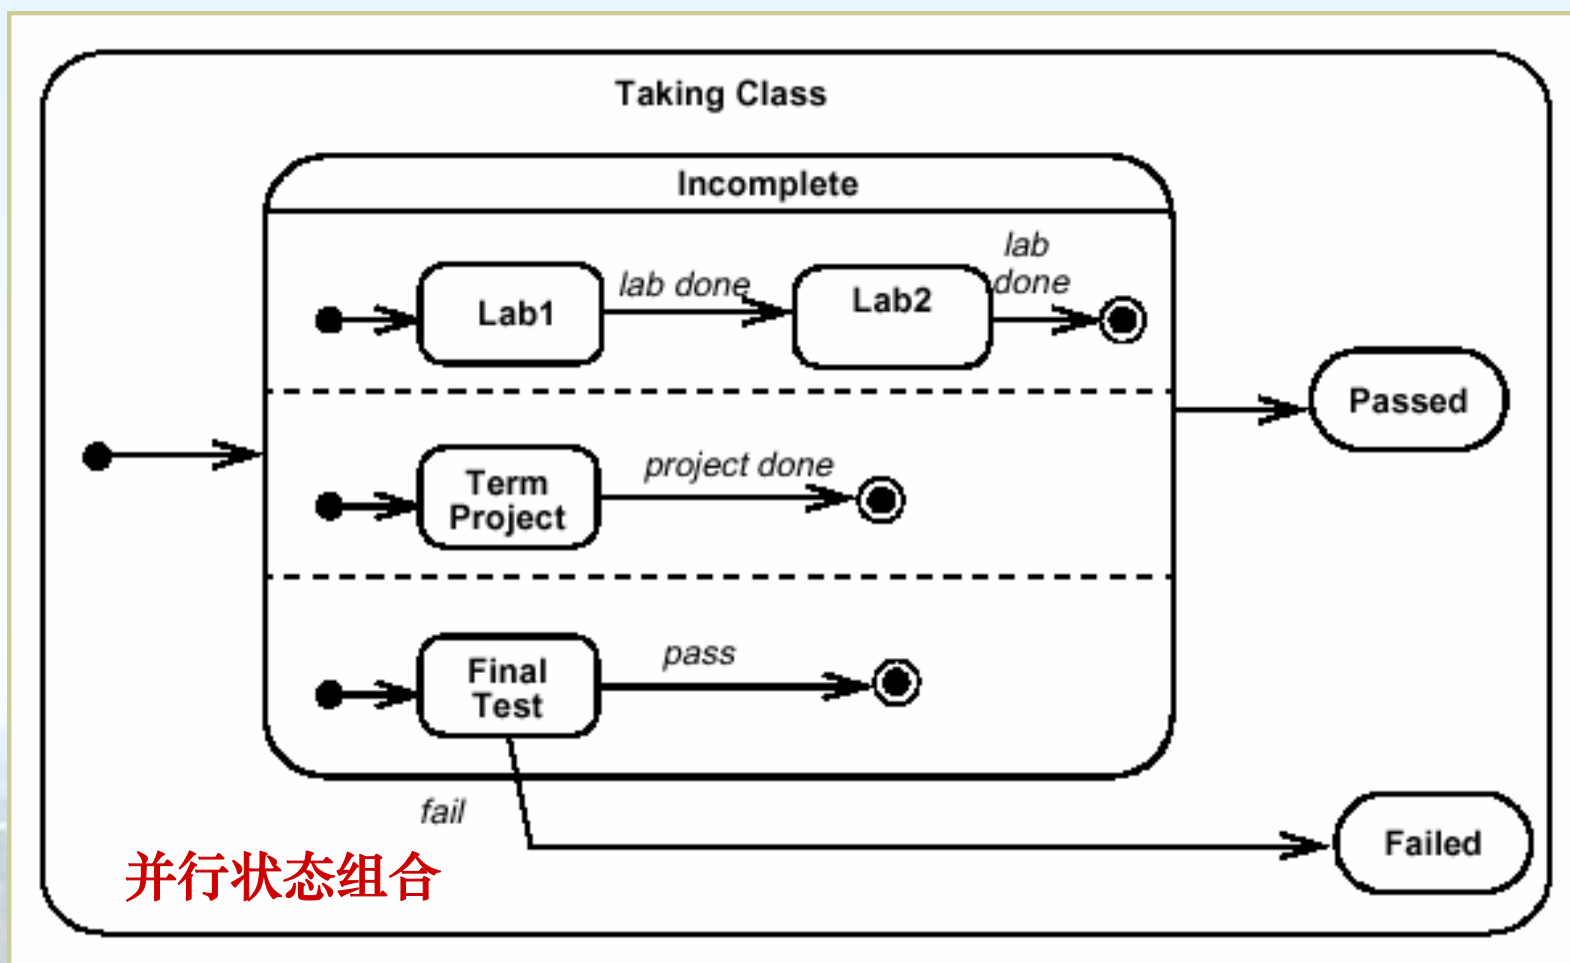 Taking Class
Incomplete
lab
done
Lab1
lab done
Lab2
Passed
Term
Project
project done
Final
Test
pass
fail
Failed
并行状态组合